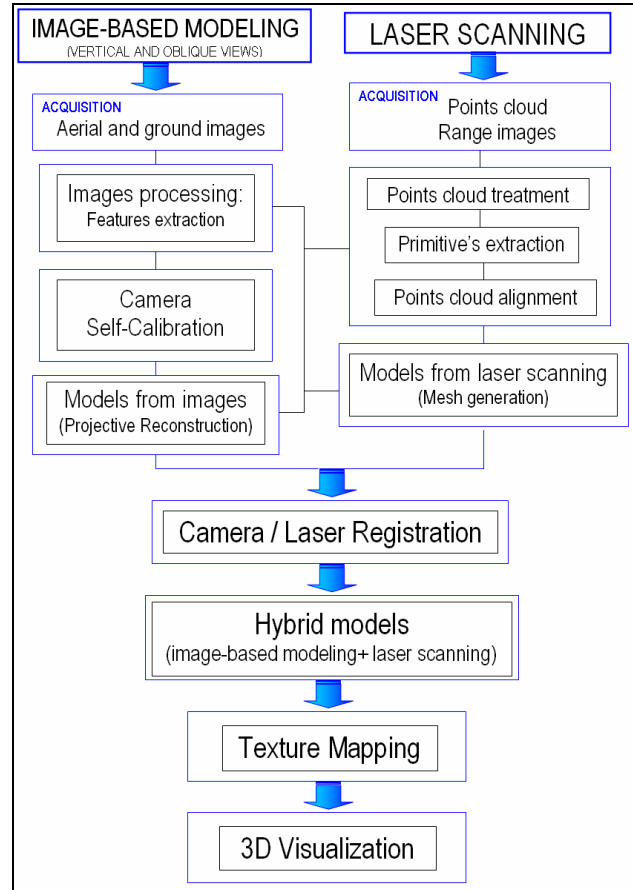 IMAGE-BASED MODELING
(VERTICAL AND OBLIQUE VIEWS)
ACQUISITION
Aerial and ground images
Images processing:
Features extraction
Camera
Self-Calibration
Models from images
(Projective Reconstruction)
LASER SCANNING
ACQUISITION
Points cloud
Range images
Points cloud treatment
Primitive's extraction
Points cloud alignment
Models from laser scanning
(Mesh generation)
Camera / Laser Registration
Hybrid models
(image-based modeling+ laser scanning)
Texture Mapping
3D Visualization